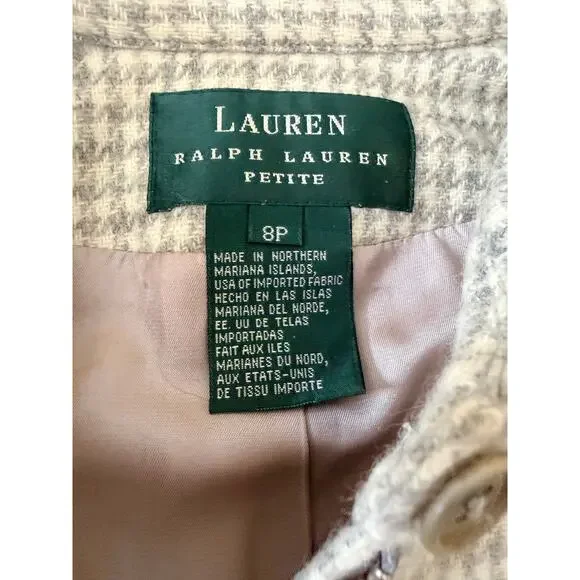 LAUREN
RALPH LAUREN
PETITE
8P
MADE IN NORTHERN
MARIANA ISLANDS,
USA OF IMPORTED FABRIC
HECHO EN LAS ISLAS
MARIANA DEL NORDE,
EE. UU DE TELAS
IMPORTADAS
FAIT AUX ILES
MARIANES DU NORD,
AUX ETATS-UNIS
DE TISSU IMPORTE